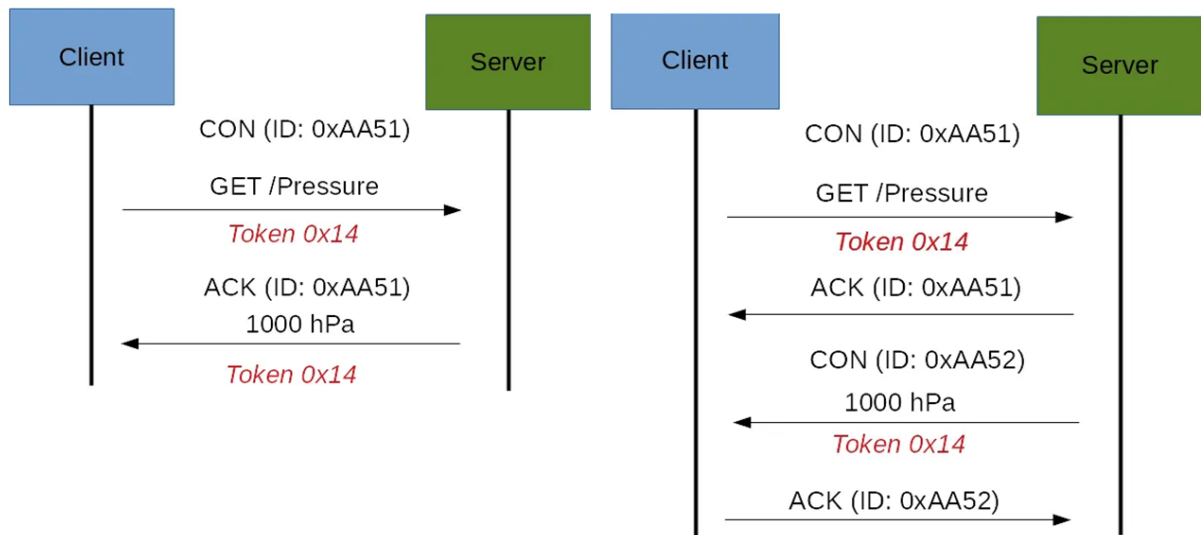 Client
Server
CON (ID: 0xAA51)
GET /Pressure
Token 0x14
ACK (ID: 0xAA51)
1000 hPa
Token 0x14
Client
Server
CON (ID: 0xAA51)
GET /Pressure
Token 0x14
ACK (ID: 0xAA51)
CON (ID: 0xAA52)
1000 hPa
Token 0x14
ACK (ID: 0xAA52)